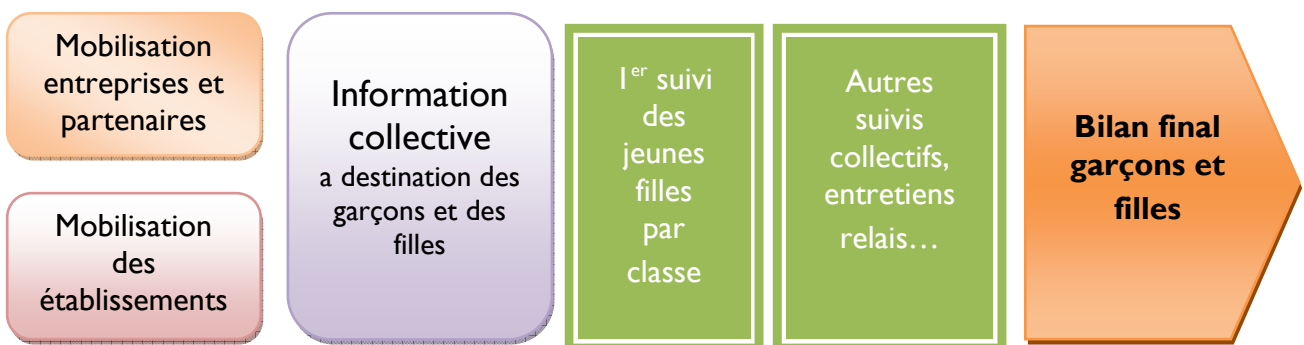 Mobilisation
entreprises et
partenaires
Mobilisation
des
établissements
Information
collective
a destination des
garçons et des
filles
1er suivi
des
jeunes
filles
par
classe
Autres
suivis
collectifs,
entretiens
relais…
Bilan final
garçons et
filles